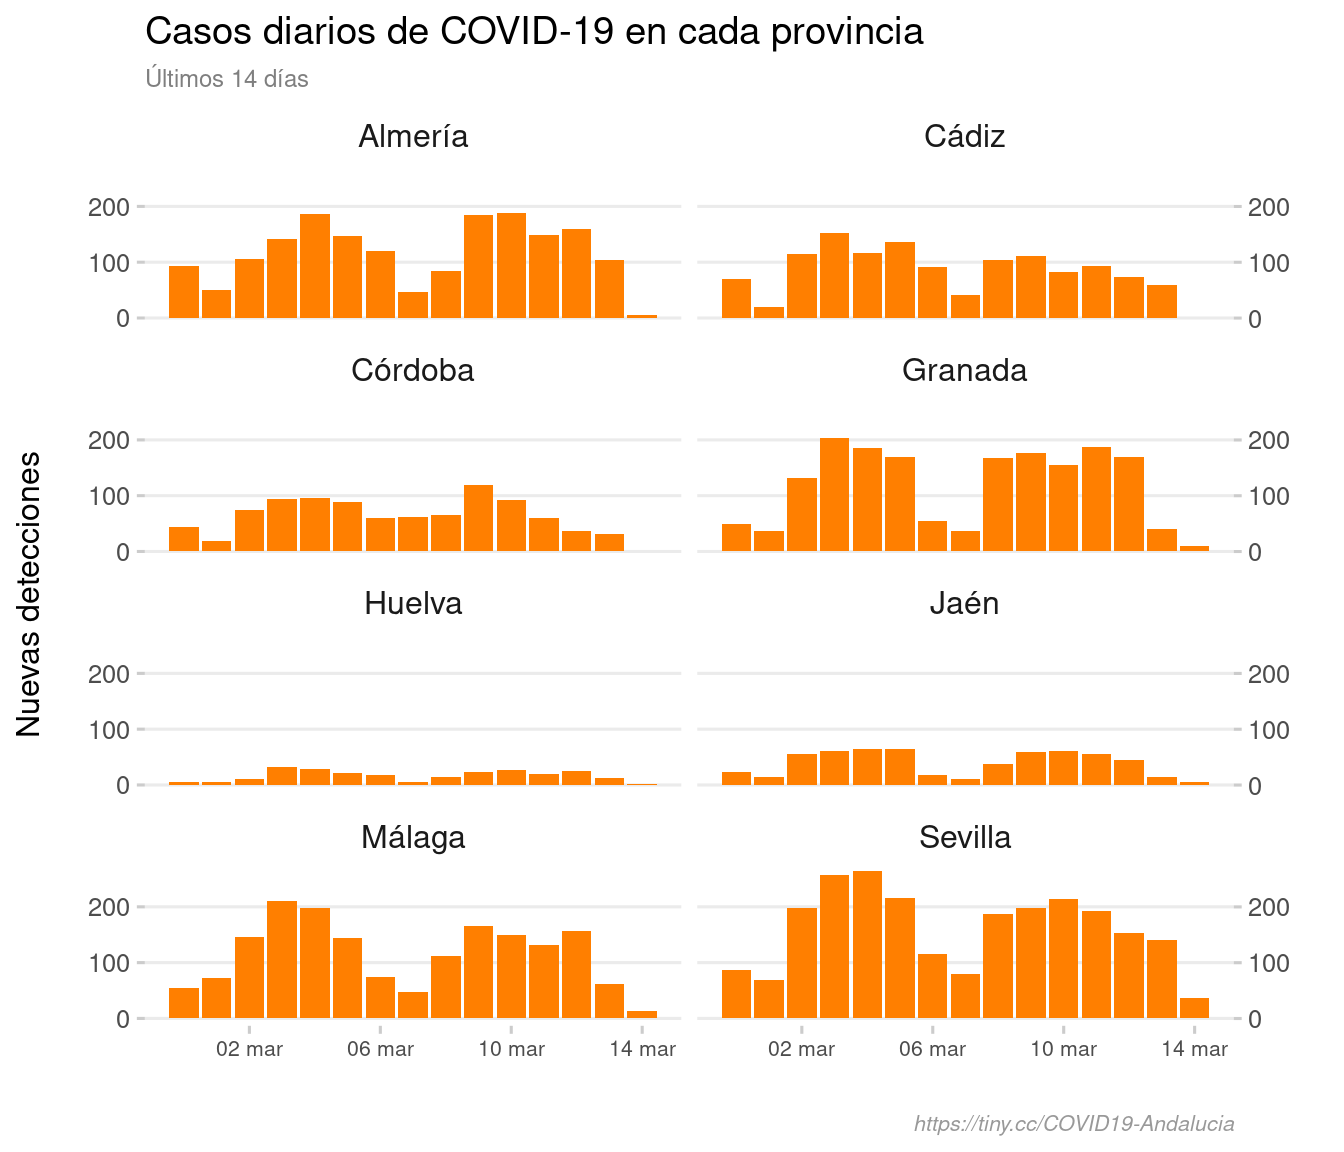 Casos diarios de COVID-19 en cada provincia
Últimos 14 días
Almería
Cádiz
200
100
0
200
100
0
Córdoba
Granada
200
100
0
200
100
0
Nuevas detecciones
Huelva
Jaén
200
100
0
200
100
0
Málaga
Sevilla
200
100
0
200
100
0
02 mar 06 mar 10 mar 14 mar
02 mar 06 mar 10 mar 14 mar
https://tiny.cc/COVID19-Andalucia